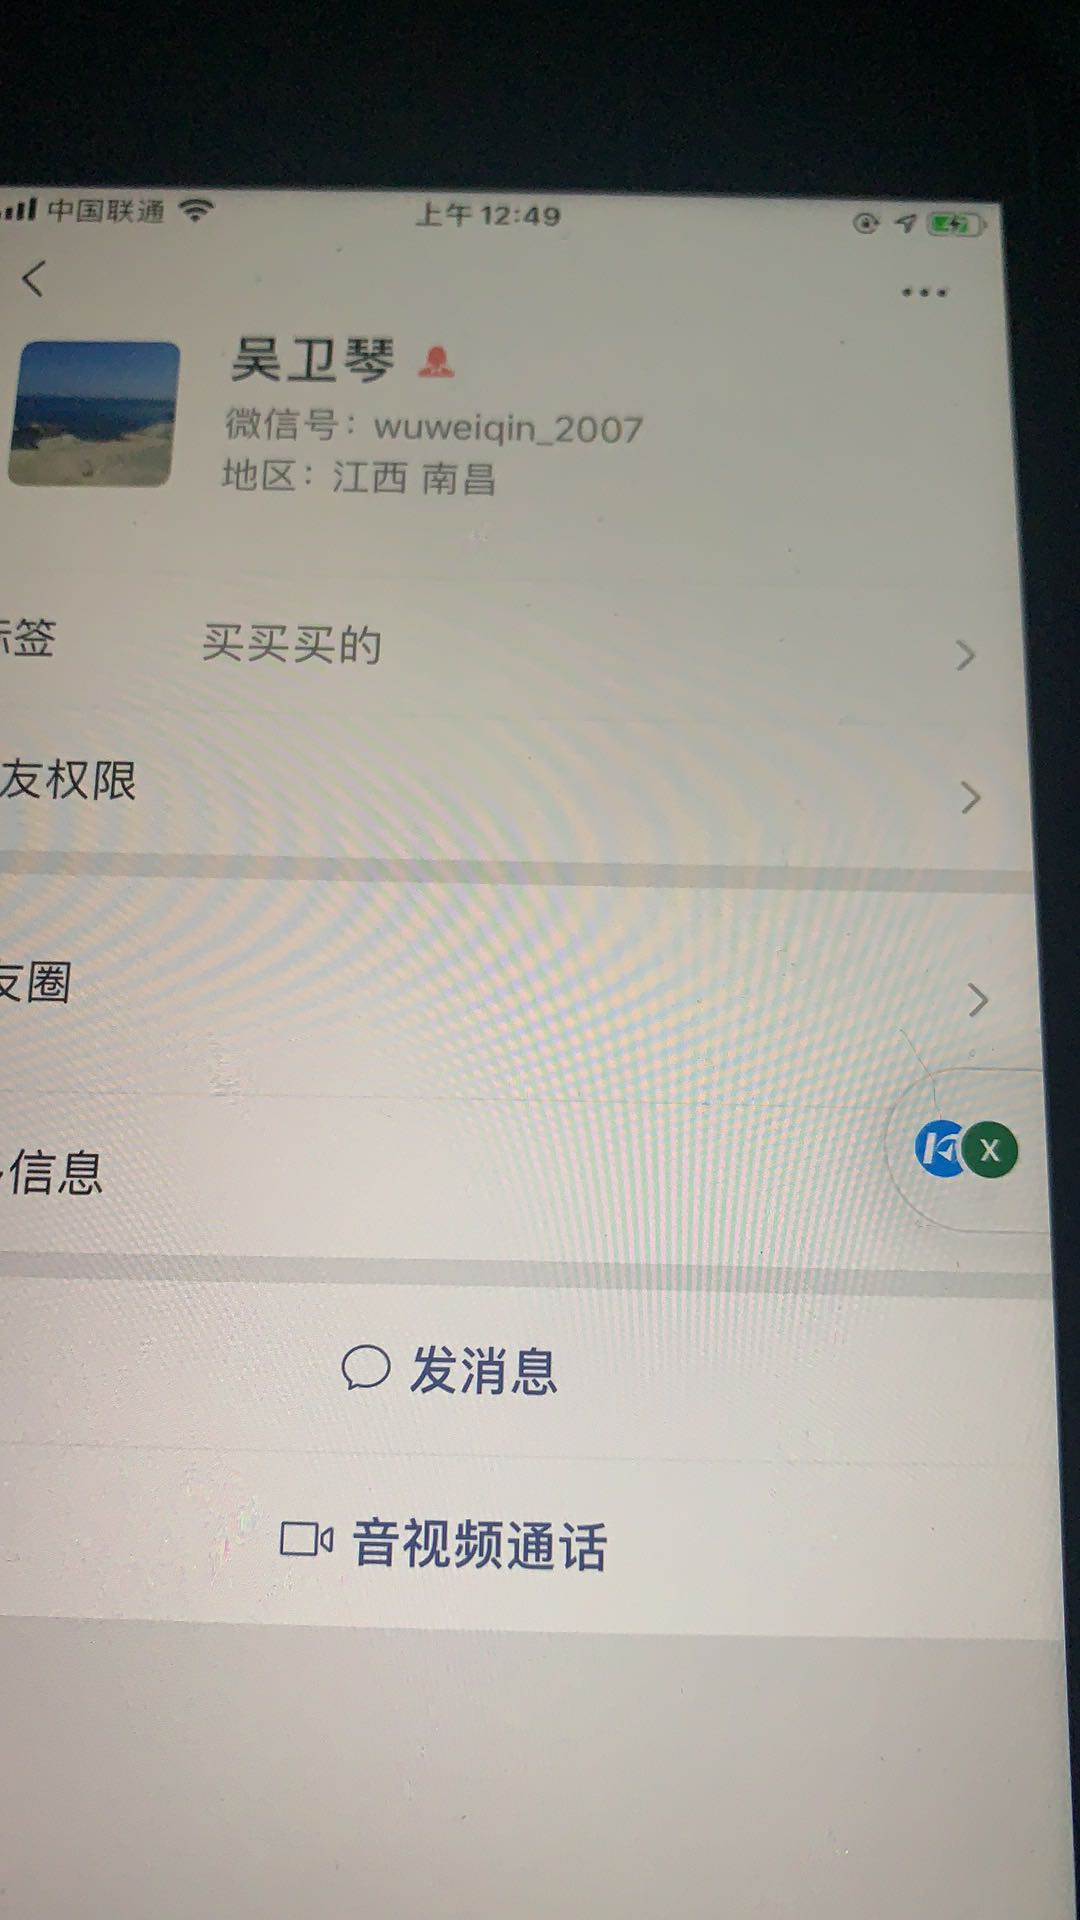 中国联通 上午12:49
吴卫琴
微信号：wuweiqin_2007
地区：江西 南昌
标签 买买买的
友权限
友圈
信息
发消息
音视频通话